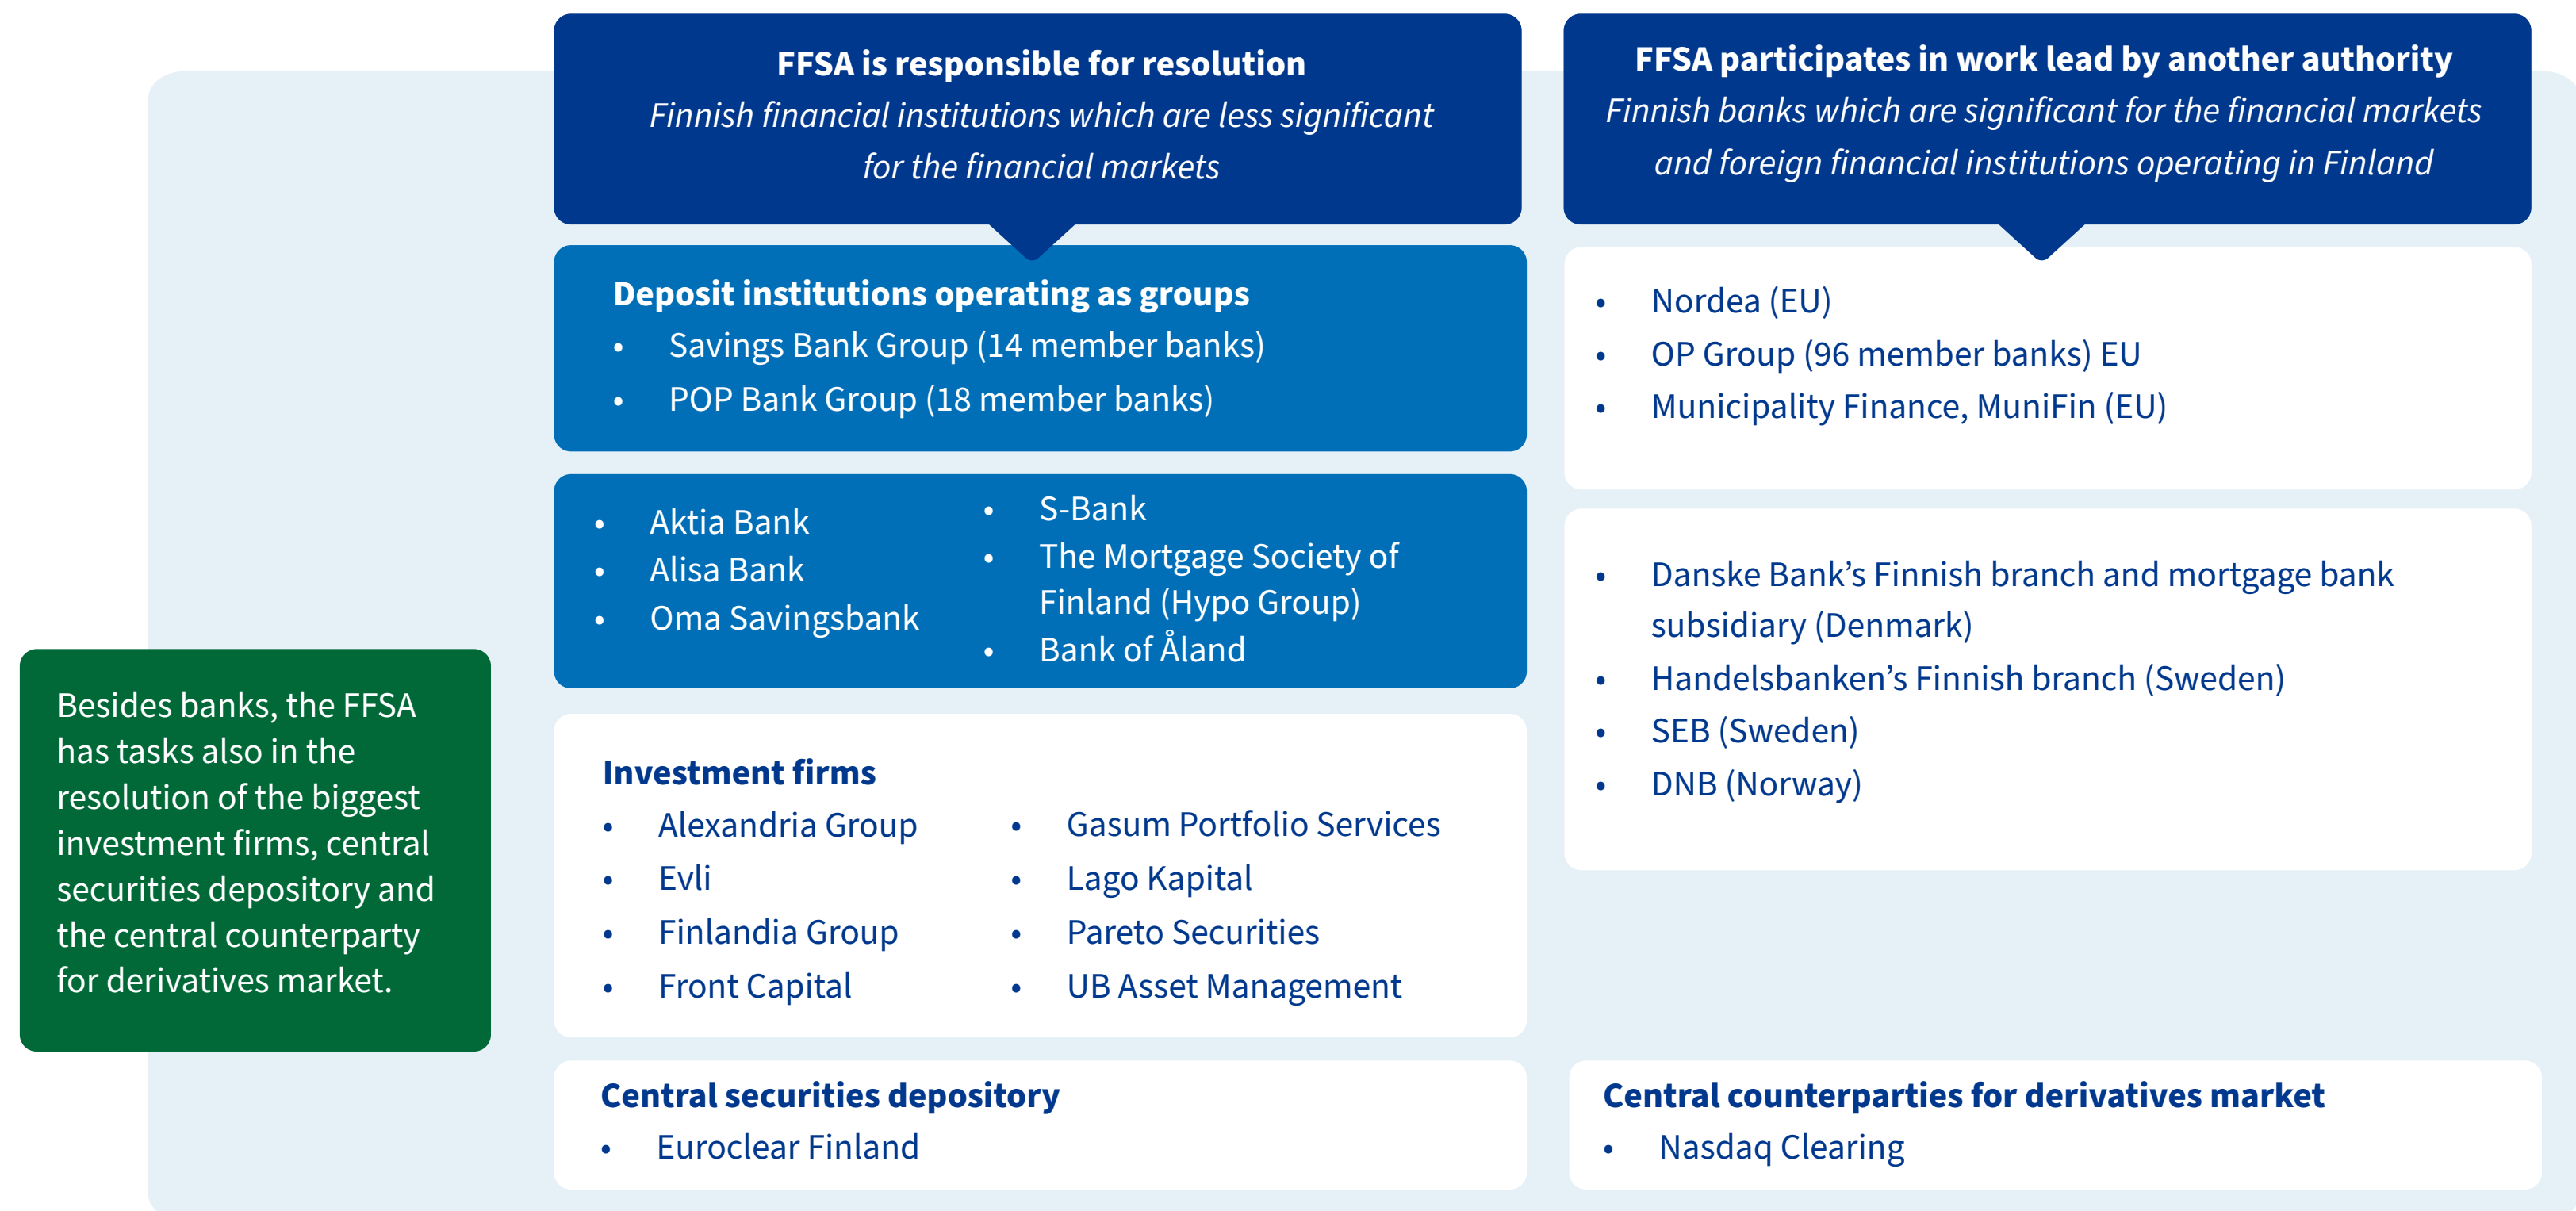 FFSA is responsible for resolution
Finnish financial institutions which are less significant
for the financial markets
Deposit institutions operating as groups
• Savings Bank Group (14 member banks)
• POP Bank Group (18 member banks)
• Aktia Bank
• Alisa Bank
• Oma Savingsbank
• S-Bank
• The Mortgage Society of
Finland (Hypo Group)
• Bank of Åland
Investment firms
• Alexandria Group
• Evli
• Finlandia Group
• Front Capital
• Gasum Portfolio Services
• Lago Kapital
• Pareto Securities
• UB Asset Management
Central securities depository
• Euroclear Finland
FFSA participates in work lead by another authority
Finnish banks which are significant for the financial markets
and foreign financial institutions operating in Finland
• Nordea (EU)
• OP Group (96 member banks) EU
• Municipality Finance, MuniFin (EU)
• Danske Bank’s Finnish branch and mortgage bank
subsidiary (Denmark)
• Handelsbanken’s Finnish branch (Sweden)
• SEB (Sweden)
• DNB (Norway)
Central counterparties for derivatives market
• Nasdaq Clearing
Besides banks, the FFSA
has tasks also in the
resolution of the biggest
investment firms, central
securities depository and
the central counterparty
for derivatives market.